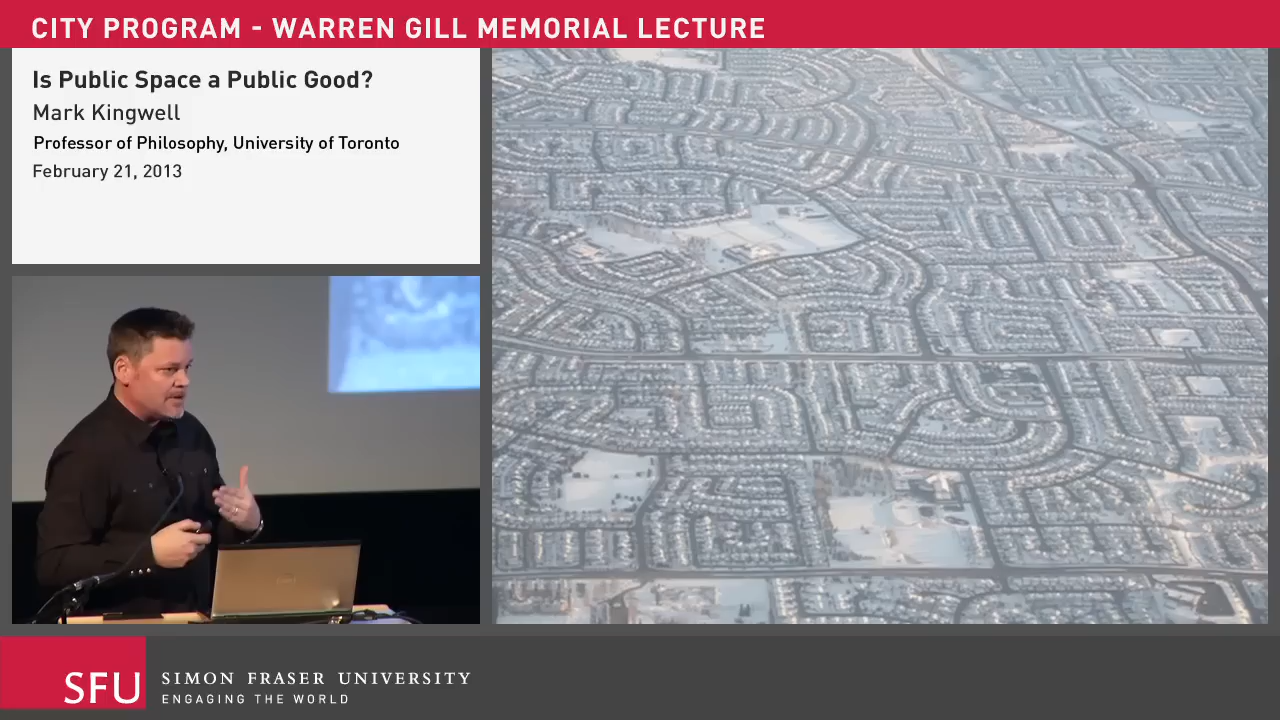 CITY PROGRAM - WARREN GILL MEMORIAL LECTURE
Is Public Space a Public Good?
Mark Kingwell
Professor of Philosophy, University of Toronto
February 21, 2013
SFU
SIMON FRASER UNIVERSITY
ENGAGING THE WORLD